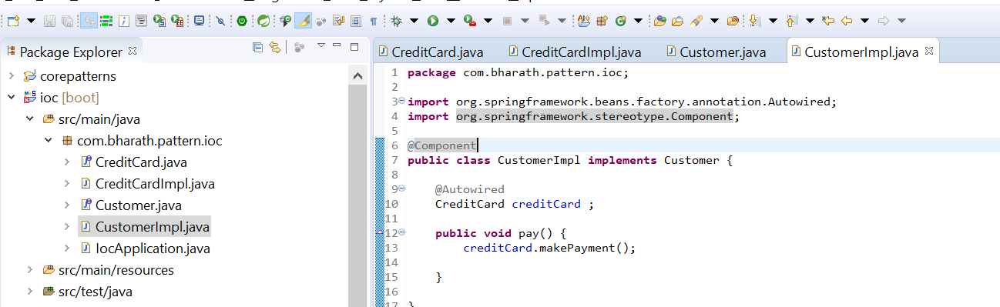 Package Explorer
corepatterns
ioc [boot]
src/main/java
com.bharath.pattern.ioc
CreditCard.java
CreditCardImpl.java
Customer.java
CustomerImpl.java
IocApplication.java
src/main/resources
src/test/java
CreditCard.java CreditCardImpl.java Customer.java CustomerImpl.java
1 package com.bharath.pattern.ioc;
2
3 import org.springframework.beans.factory.annotation.Autowired;
4 import org.springframework.stereotype.Component;
5
6 @Component
7 public class CustomerImpl implements Customer {
8
9 @Autowired
10 CreditCard creditCard ;
11
12 public void pay() {
13 creditCard.makePayment();
14
15 }
16
17 }